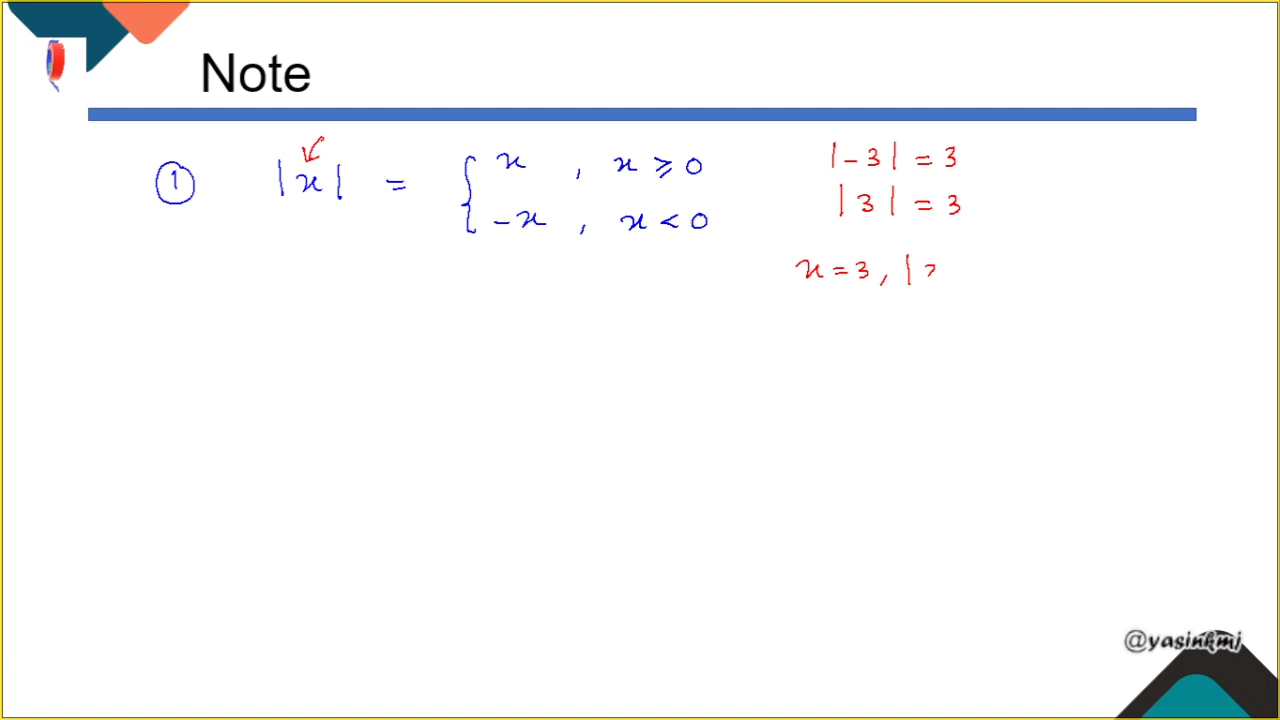 Note
① |x| = { x , x ⩾ 0
-x , x < 0
|-3| = 3
|3| = 3
x = 3 , |
@yasinkmj